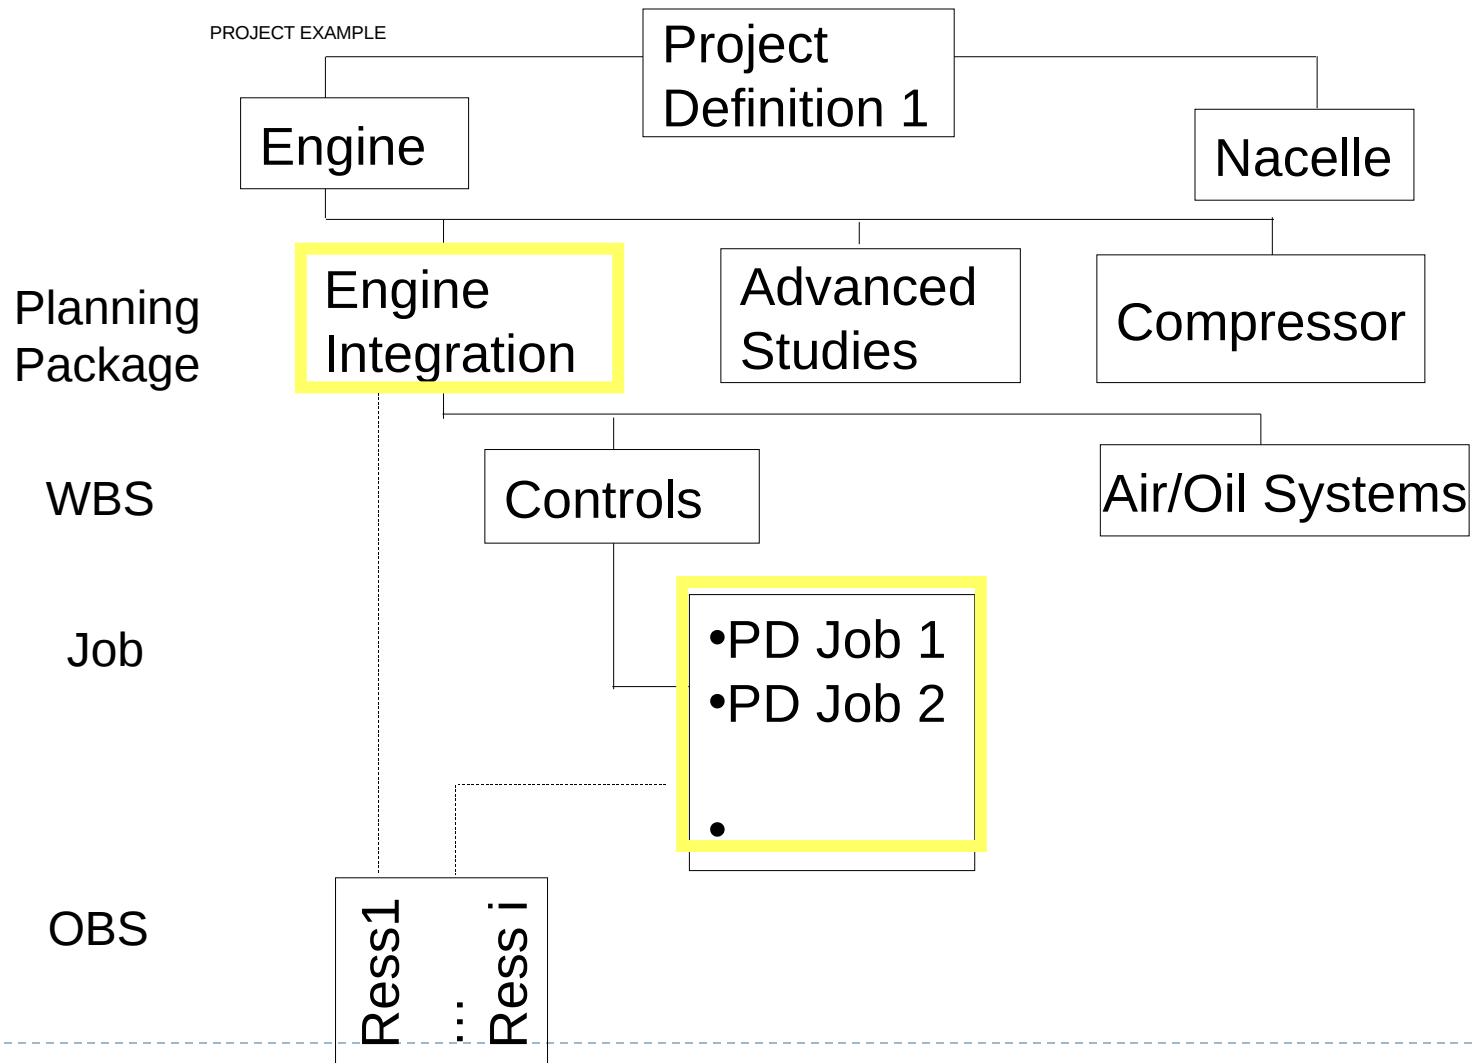 PROJECT EXAMPLE
Project
Definition 1
Engine
Nacelle
Planning
Package
Engine
Integration
Advanced
Studies
Compressor
WBS
Controls
Air/Oil Systems
Job
•PD Job 1
•PD Job 2
•
OBS
Ress1
...
Ress i